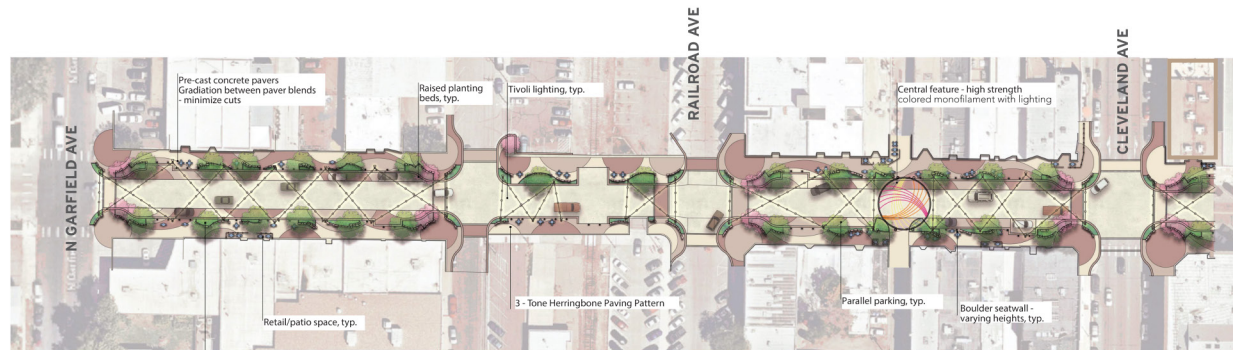 N GARFIELD AVE
N Garfield Ave
RAILROAD AVE
CLEVELAND AVE
Pre-cast concrete pavers
Gradiation between paver blends
- minimize cuts
Raised planting
beds, typ.
Tivoli lighting, typ.
Central feature - high strength
colored monofilament with lighting
3 - Tone Herringbone Paving Pattern
Retail/patio space, typ.
Parallel parking, typ.
Boulder seatwall -
varying heights, typ.